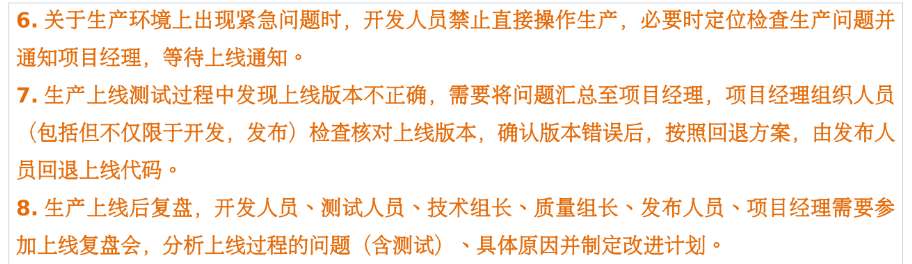 6. 关于生产环境上出现紧急问题时，开发人员禁止直接操作生产，必要时定位检查生产问题并
通知项目经理，等待上线通知。
7. 生产上线测试过程中发现上线版本不正确，需要将问题汇总至项目经理，项目经理组织人员
（包括但不仅限于开发，发布）检查核对上线版本，确认版本错误后，按照回退方案，由发布人
员回退上线代码。
8. 生产上线后复盘，开发人员、测试人员、技术组长、质量组长、发布人员、项目经理需要参
加上线复盘会，分析上线过程的问题（含测试）、具体原因并制定改进计划。